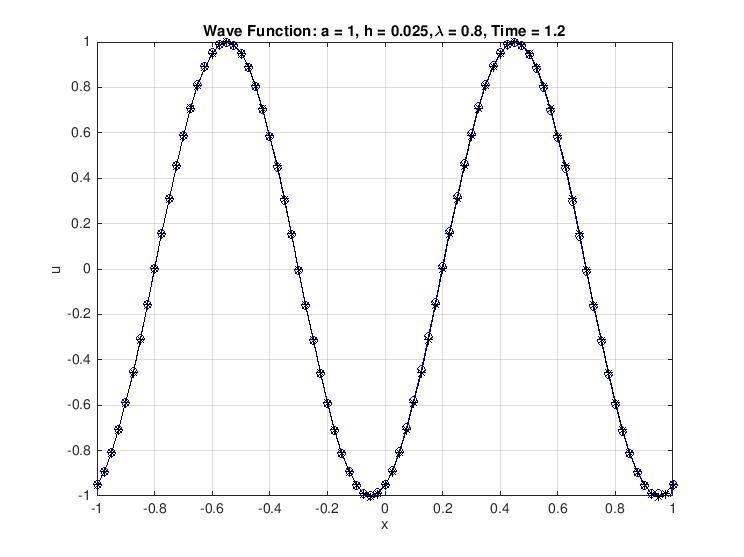 Wave Function: a = 1, h = 0.025, λ = 0.8, Time = 1.2
1
0.8
0.6
0.4
0.2
0
-0.2
-0.4
-0.6
-0.8
-1
u
-1 -0.8 -0.6 -0.4 -0.2 0 0.2 0.4 0.6 0.8 1
x